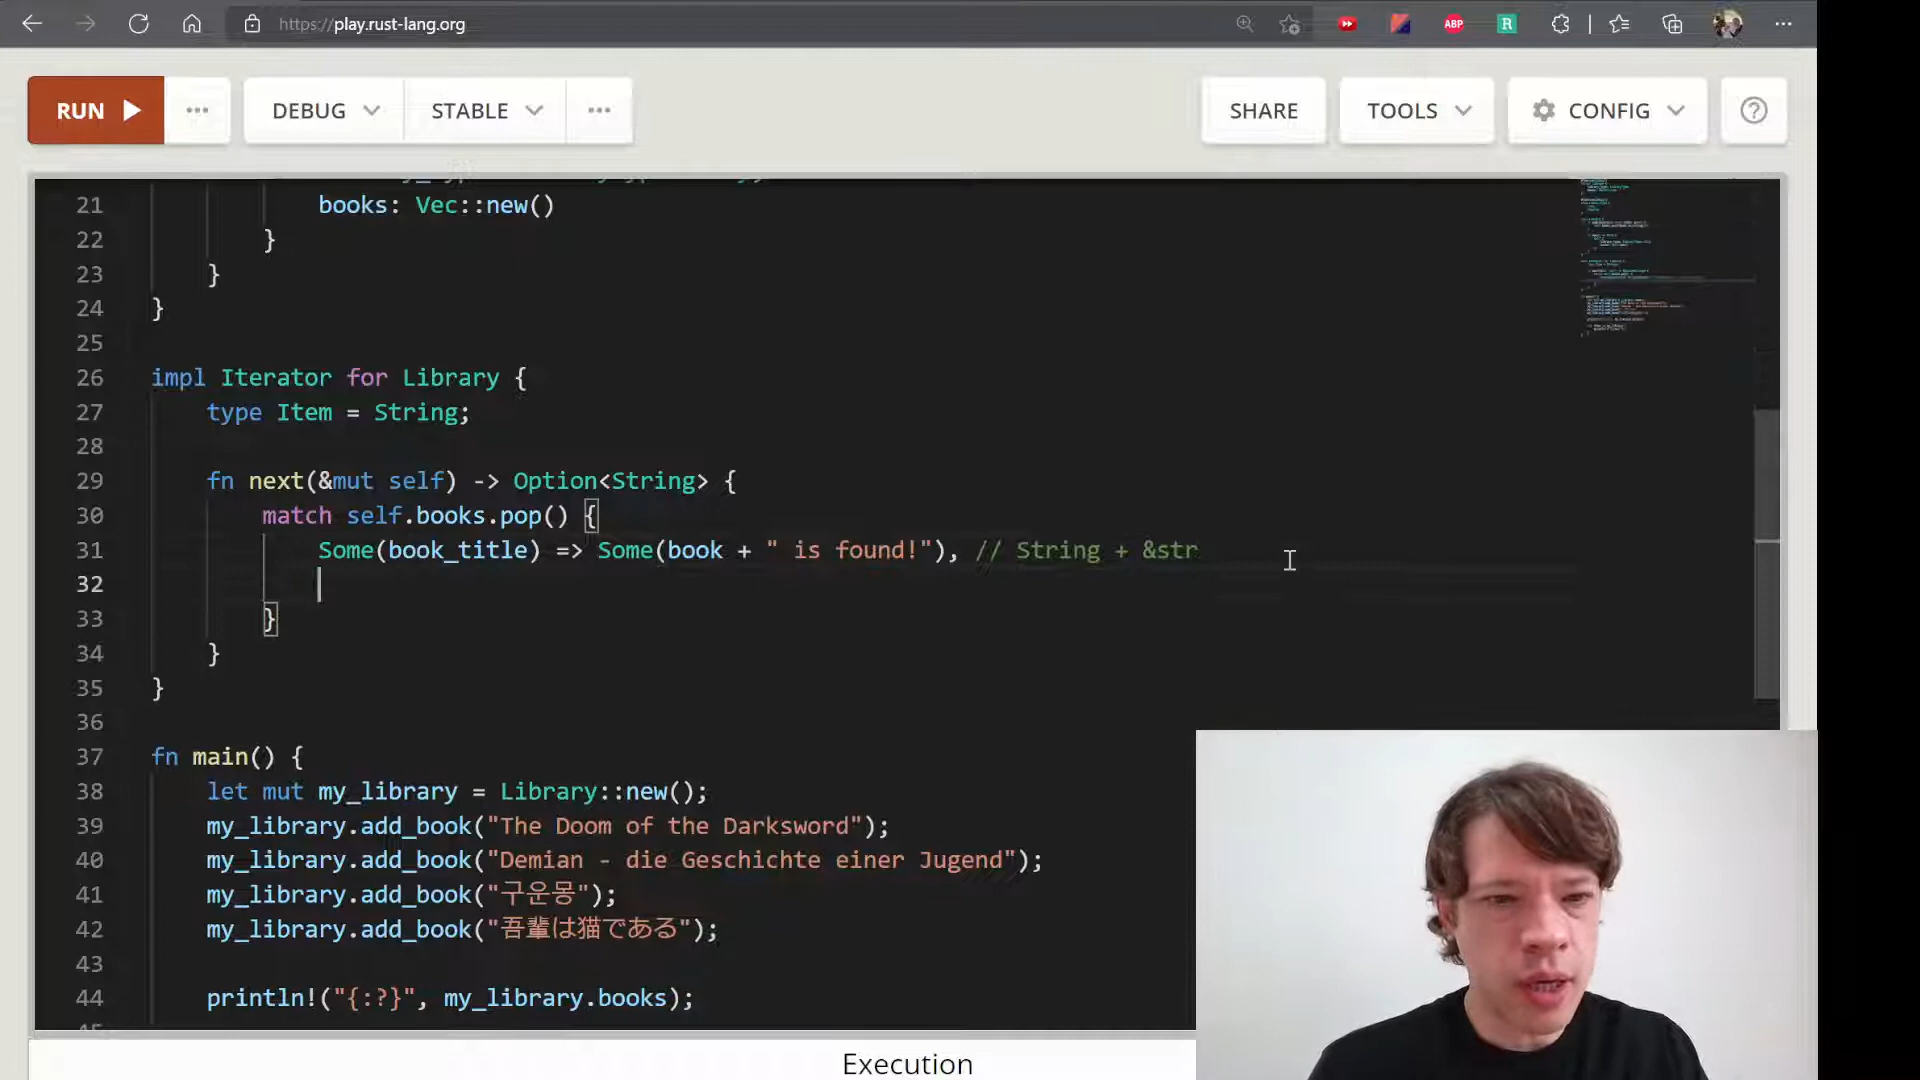 https://play.rust-lang.org
ABP
R
RUN
DEBUG
STABLE
SHARE
TOOLS
CONFIG
21 books: Vec::new()
22 }
23 }
24 }
25
26 impl Iterator for Library {
27 type Item = String;
28
29 fn next(&mut self) -> Option<String> {
30 match self.books.pop() {
31 Some(book_title) => Some(book + " is found!"), // String + &str
32
33 }
34 }
35 }
36
37 fn main() {
38 let mut my_library = Library::new();
39 my_library.add_book("The Doom of the Darksword");
40 my_library.add_book("Demian - die Geschichte einer Jugend");
41 my_library.add_book("구운몽");
42 my_library.add_book("吾輩は猫である");
43
44 println!("{:?}", my_library.books);
Execution